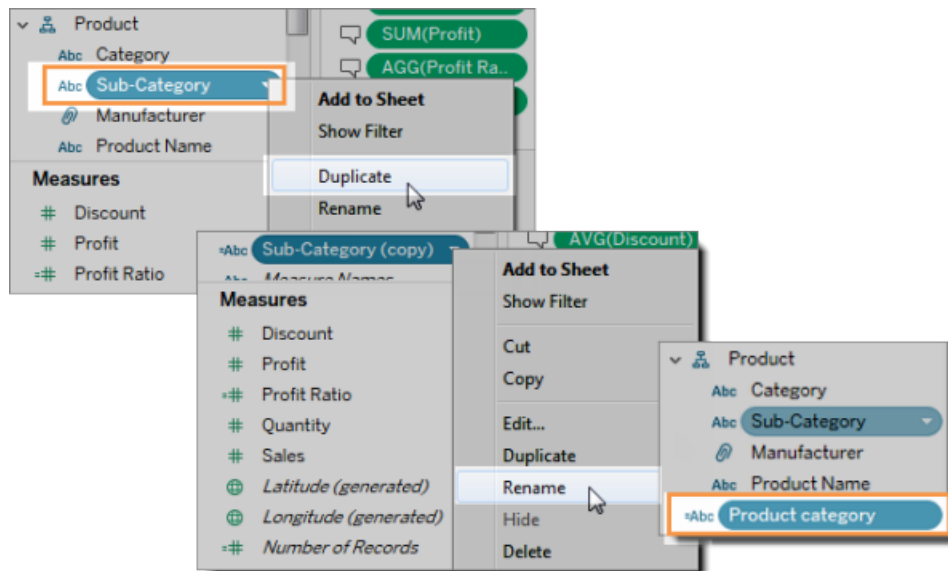 Product
SUM(Profit)
Abc Category
AGG(Profit Ra..
Abc Sub-Category
Add to Sheet
Manufacturer
Show Filter
Abc Product Name
Measures
Duplicate
# Discount
Rename
# Profit
=# Profit Ratio
=Abc Sub-Category (copy)
AVG(Discount)
Abc Measure Names
Add to Sheet
Measures
Show Filter
# Discount
Cut
# Profit
Copy
=# Profit Ratio
# Quantity
Edit...
# Sales
Duplicate
Latitude (generated)
Rename
Longitude (generated)
Hide
=# Number of Records
Delete
Product
Abc Category
Abc Sub-Category
Manufacturer
Abc Product Name
=Abc Product category